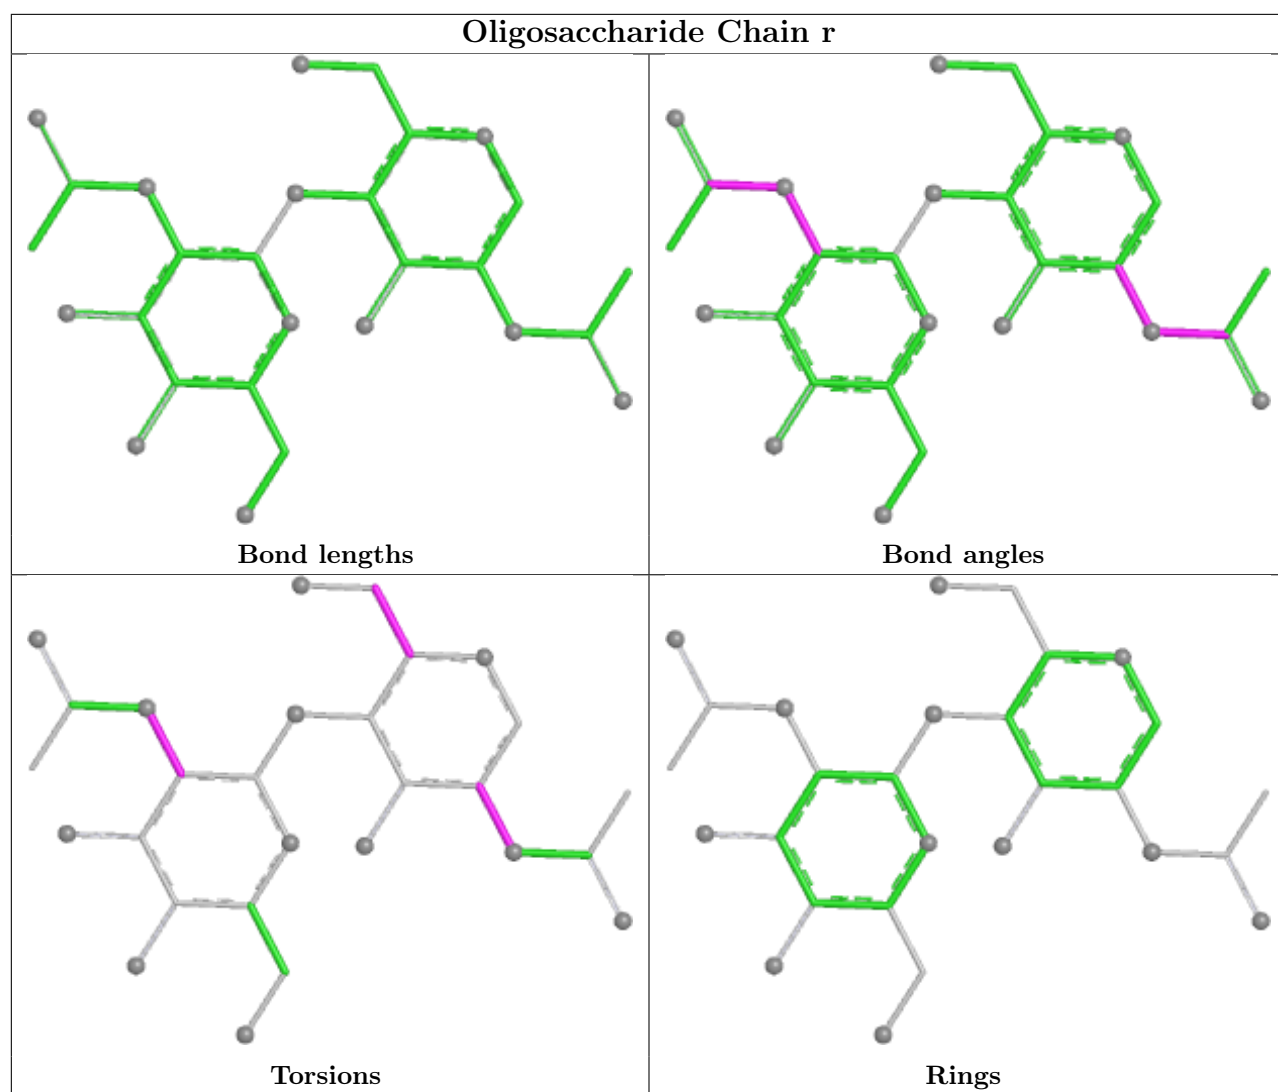 Oligosaccharide Chain r
Bond lengths
Bond angles
Torsions
Rings